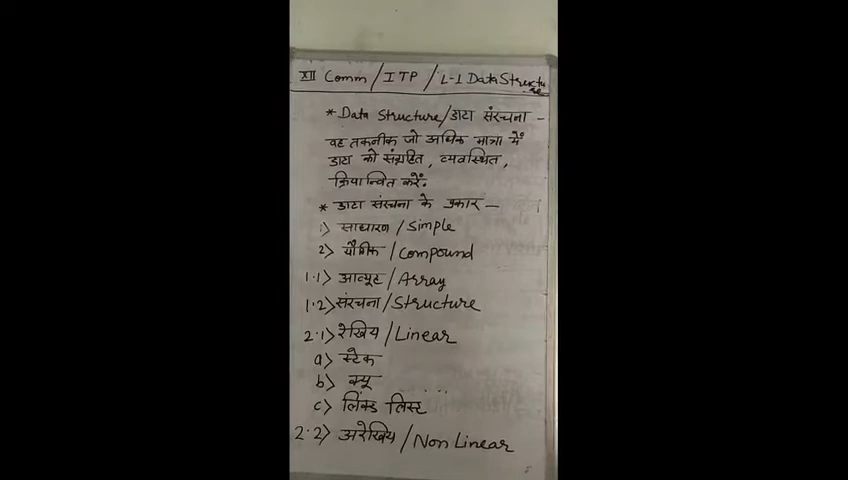 XII Comm / ITP / L-1 Data Structure
* Data Structure/डाटा संरचना -
वह तकनीक जो अधिक मात्रा में
डाटा को संग्रहित, व्यवस्थित,
क्रियान्वित करें.
* डाटा संरचना के प्रकार —
1) साधारण / Simple
2) यौगिक / Compound
1.1) आव्यूह / Array
1.2) संरचना / Structure
2.1) रेखिय / Linear
a) स्टेक
b) क्यू
c) लिंक्ड लिस्ट
2.2) अरेखिय / Non Linear